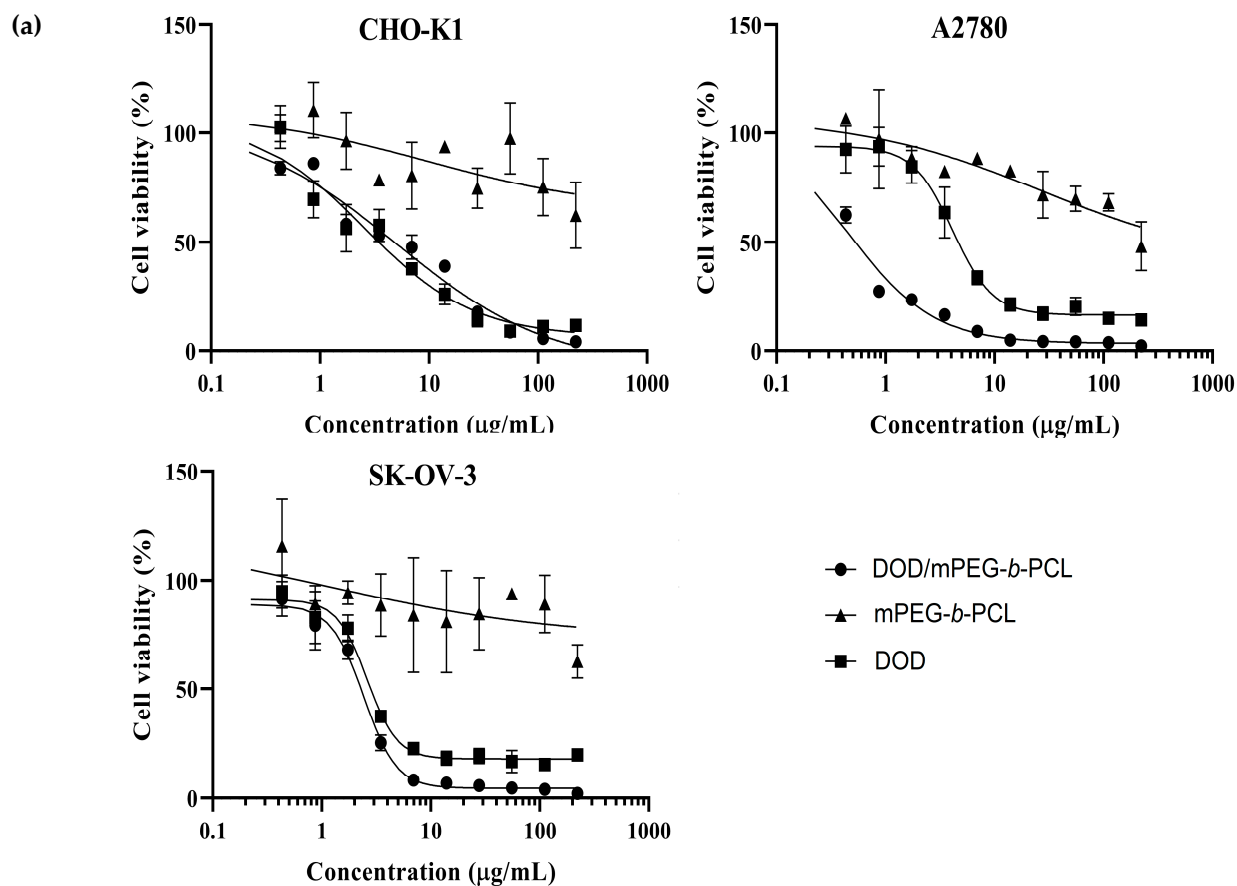 (a)
CHO-K1
150
100
50
0
Cell viability (%)
0.1 1 10 100 1000
Concentration (μg/mL)
A2780
150
100
50
0
Cell viability (%)
0.1 1 10 100 1000
Concentration (μg/mL)
SK-OV-3
150
100
50
0
Cell viability (%)
0.1 1 10 100 1000
Concentration (μg/mL)
DOD/mPEG-b-PCL
mPEG-b-PCL
DOD